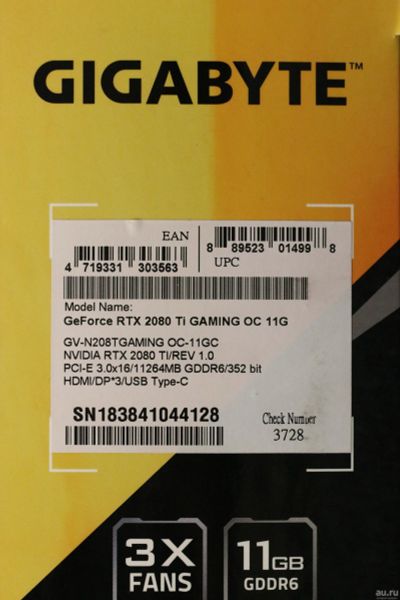 GIGABYTE™
EAN
4 719331 303563
8 89523 01499 8
UPC
Model Name:
GeForce RTX 2080 Ti GAMING OC 11G
GV-N208TGAMING OC-11GC
NVIDIA RTX 2080 TI/REV 1.0
PCI-E 3.0x16/11264MB GDDR6/352 bit
HDMI/DP*3/USB Type-C
SN183841044128
Check Number
3728
3X
FANS
11GB
GDDR6
au.ru